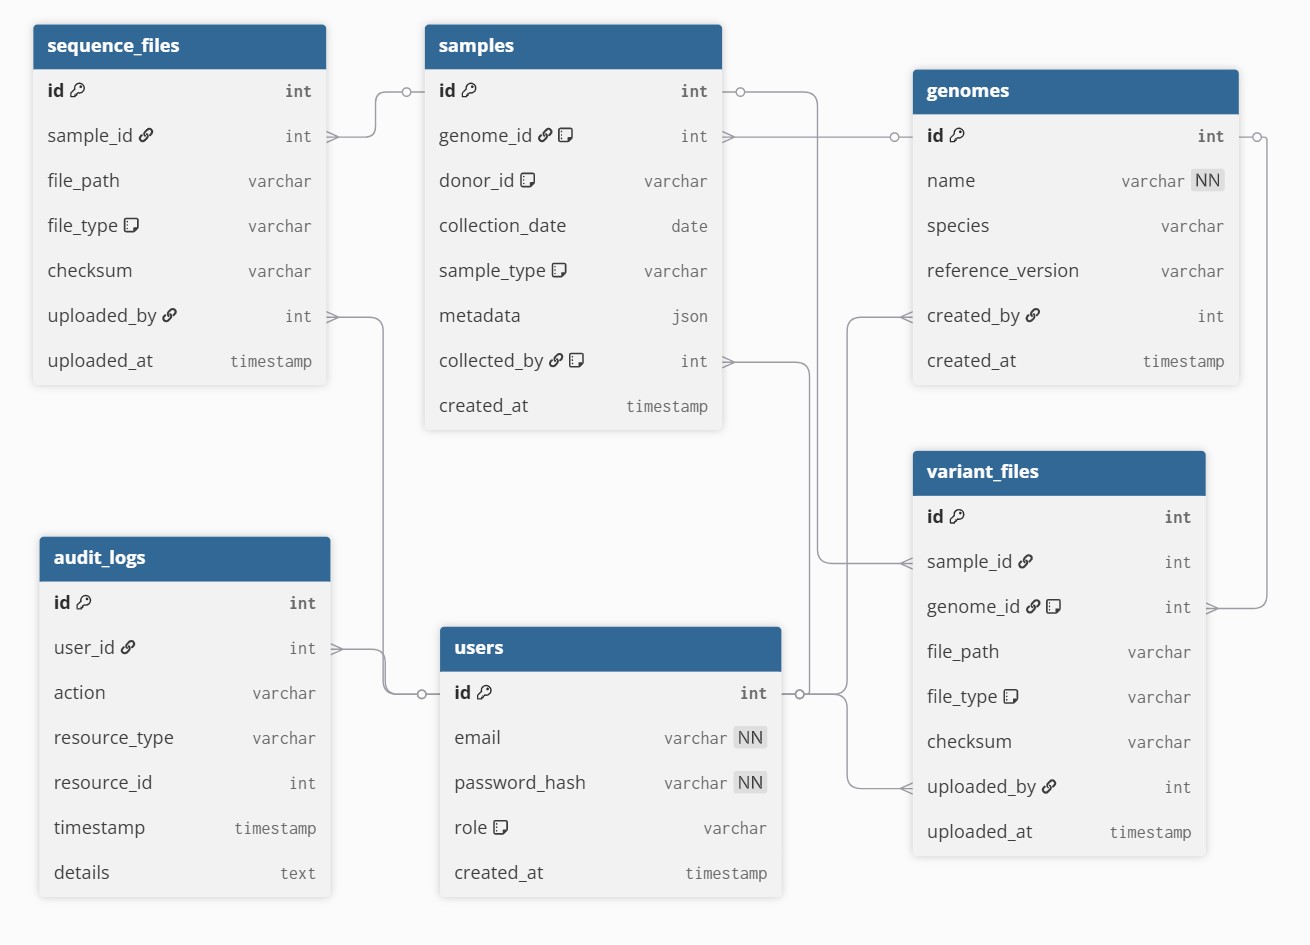 sequence_files
id int
sample_id int
file_path varchar
file_type varchar
checksum varchar
uploaded_by int
uploaded_at timestamp
samples
id int
genome_id int
donor_id varchar
collection_date date
sample_type varchar
metadata json
collected_by int
created_at timestamp
genomes
id int
name varchar NN
species varchar
reference_version varchar
created_by int
created_at timestamp
variant_files
id int
sample_id int
genome_id int
file_path varchar
file_type varchar
checksum varchar
uploaded_by int
uploaded_at timestamp
audit_logs
id int
user_id int
action varchar
resource_type varchar
resource_id int
timestamp timestamp
details text
users
id int
email varchar NN
password_hash varchar NN
role varchar
created_at timestamp